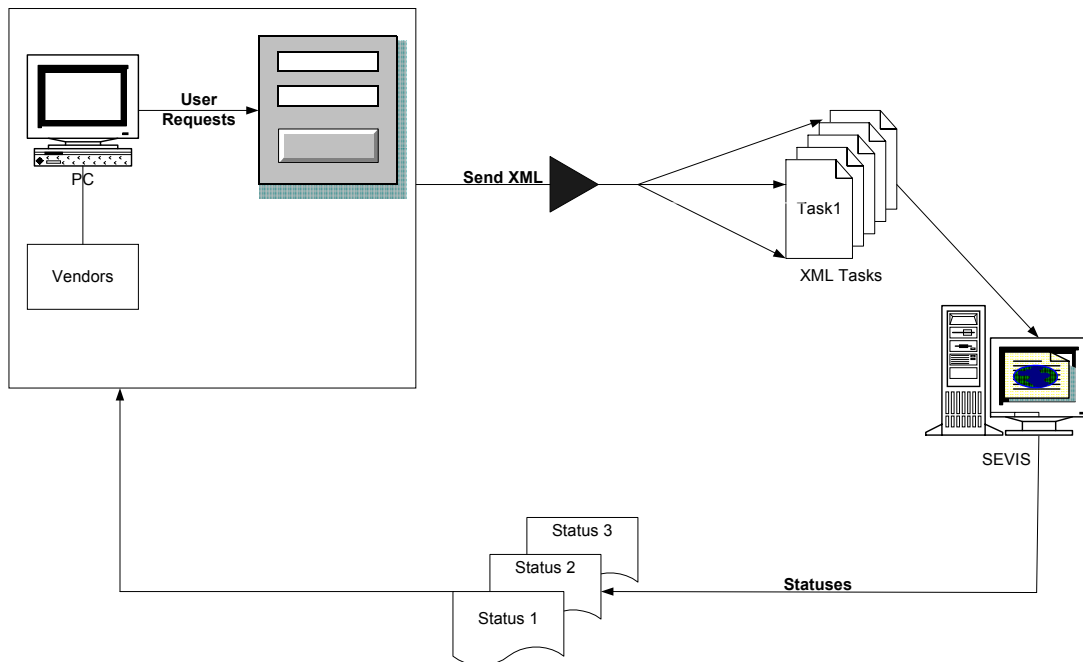 User
Requests
PC
Vendors
Send XML
Task1
XML Tasks
SEVIS
Status 3
Status 2
Status 1
Statuses